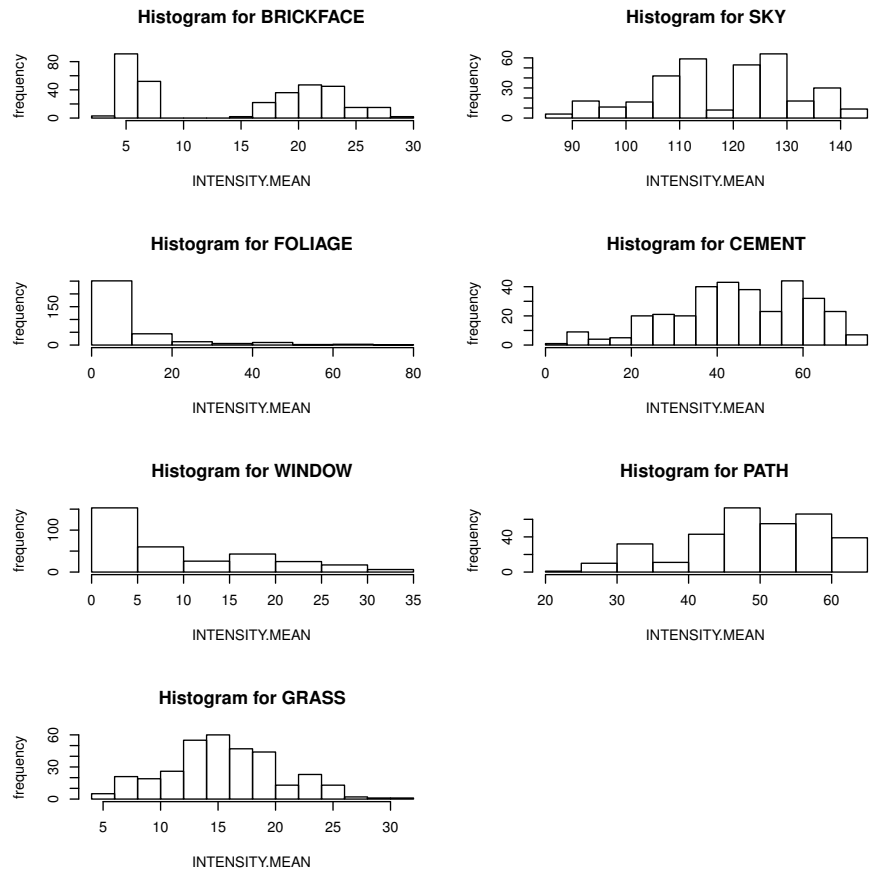 Histogram for BRICKFACE
frequency
0 40 80
5 10 15 20 25 30
INTENSITY.MEAN
Histogram for SKY
frequency
0 30 60
90 100 110 120 130 140
INTENSITY.MEAN
Histogram for FOLIAGE
frequency
0 150
0 20 40 60 80
INTENSITY.MEAN
Histogram for CEMENT
frequency
0 20 40
0 20 40 60
INTENSITY.MEAN
Histogram for WINDOW
frequency
0 100
0 5 10 15 20 25 30 35
INTENSITY.MEAN
Histogram for PATH
frequency
0 40
20 30 40 50 60
INTENSITY.MEAN
Histogram for GRASS
frequency
0 30 60
5 10 15 20 25 30
INTENSITY.MEAN